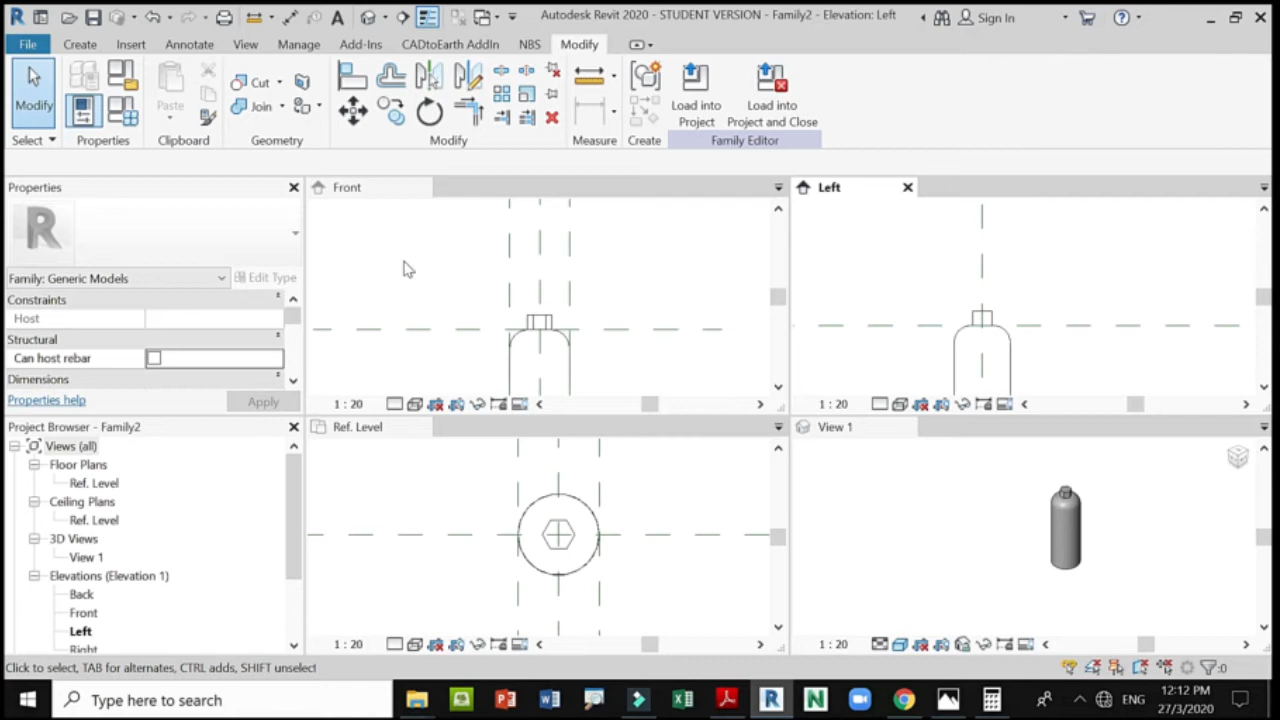 Autodesk Revit 2020 - STUDENT VERSION - Family2 - Elevation: Left
Sign In
File Create Insert Annotate View Manage Add-Ins CADtoEarth AddIn NBS Modify
Modify
Paste
Cut
Join
Load into
Project
Load into
Project and Close
Select Properties Clipboard Geometry Modify Measure Create Family Editor
Properties
R
Family: Generic Models
Edit Type
Constraints
Host
Structural
Can host rebar
Dimensions
Properties help
Apply
Project Browser - Family2
Views (all)
Floor Plans
Ref. Level
Ceiling Plans
Ref. Level
3D Views
View 1
Elevations (Elevation 1)
Back
Front
Left
Right
Front
1 : 20
Left
1 : 20
Ref. Level
1 : 20
View 1
1 : 20
Click to select, TAB for alternates, CTRL adds, SHIFT unselect
:0
Type here to search
ENG
12:12 PM
27/3/2020